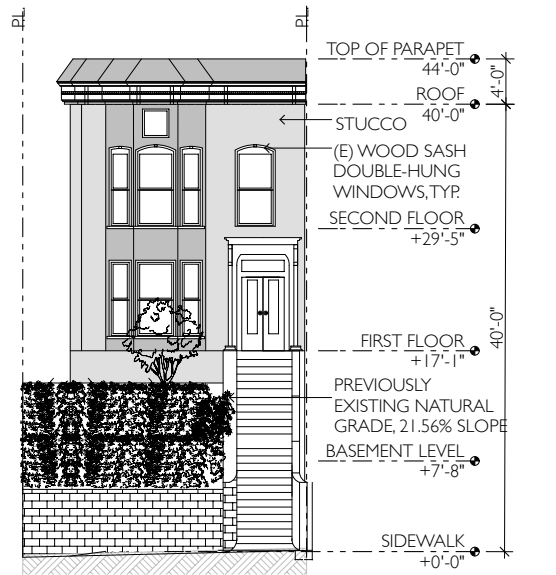 PL
PL
TOP OF PARAPET
44'-0"
4'-0"
ROOF
40'-0"
STUCCO
(E) WOOD SASH
DOUBLE-HUNG
WINDOWS,TYP.
SECOND FLOOR
+29'-5"
40'-0"
FIRST FLOOR
+17'-1"
PREVIOUSLY
EXISTING NATURAL
GRADE, 21.56% SLOPE
BASEMENT LEVEL
+7'-8"
SIDEWALK
+0'-0"